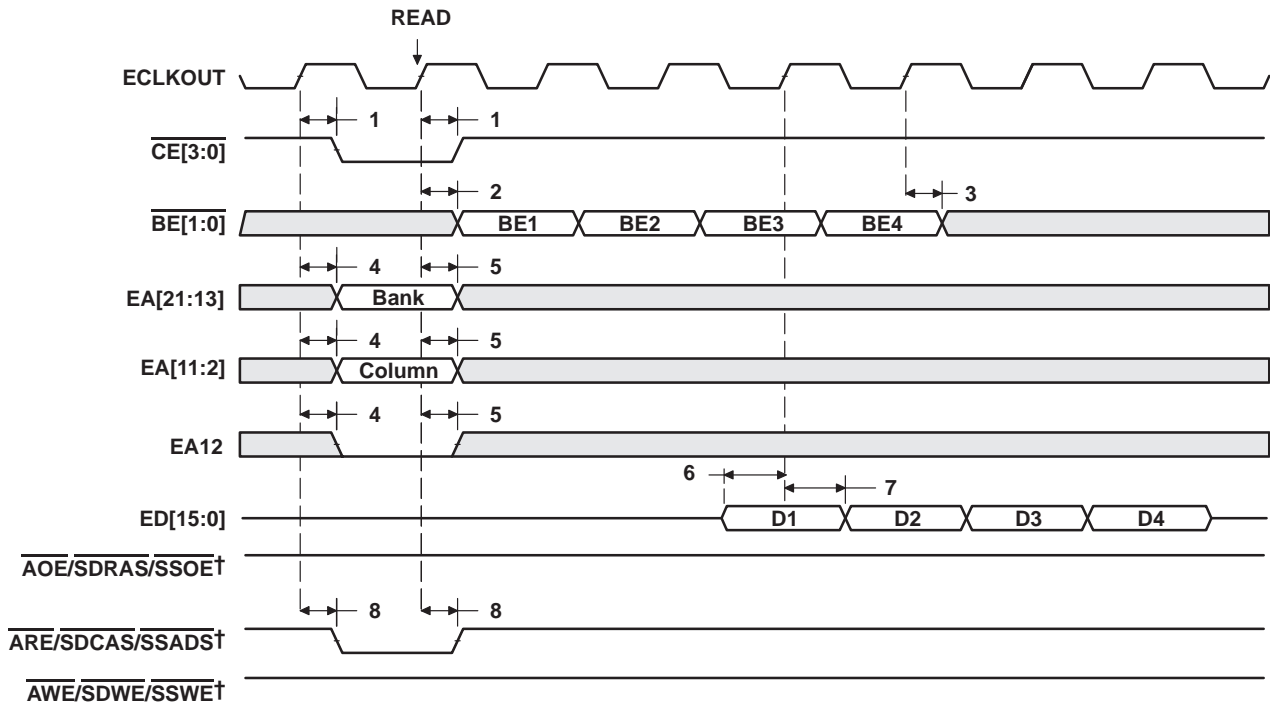 READ
ECLKOUT
1 1
CE[3:0]
2 3
BE[1:0] BE1 BE2 BE3 BE4
4 5
EA[21:13] Bank
4 5
EA[11:2] Column
4 5
EA12
6 7
ED[15:0] D1 D2 D3 D4
AOE/SDRAS/SSOE†
8 8
ARE/SDCAS/SSADS†
AWE/SDWE/SSWE†